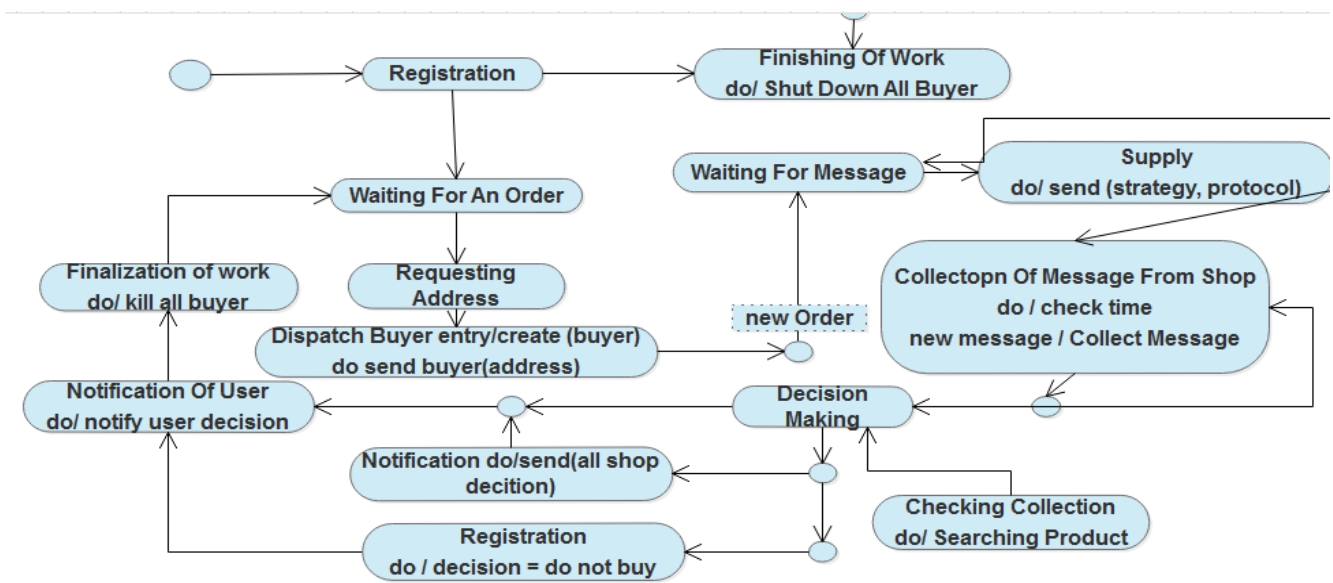 Registration
Finishing Of Work
do/ Shut Down All Buyer
Waiting For Message
Supply
do/ send (strategy, protocol)
Waiting For An Order
Finalization of work
do/ kill all buyer
Requesting
Address
Collectopn Of Message From Shop
do / check time
new message / Collect Message
new Order
Dispatch Buyer entry/create (buyer)
do send buyer(address)
Notification Of User
do/ notify user decision
Decision
Making
Notification do/send(all shop
decition)
Checking Collection
do/ Searching Product
Registration
do / decision = do not buy